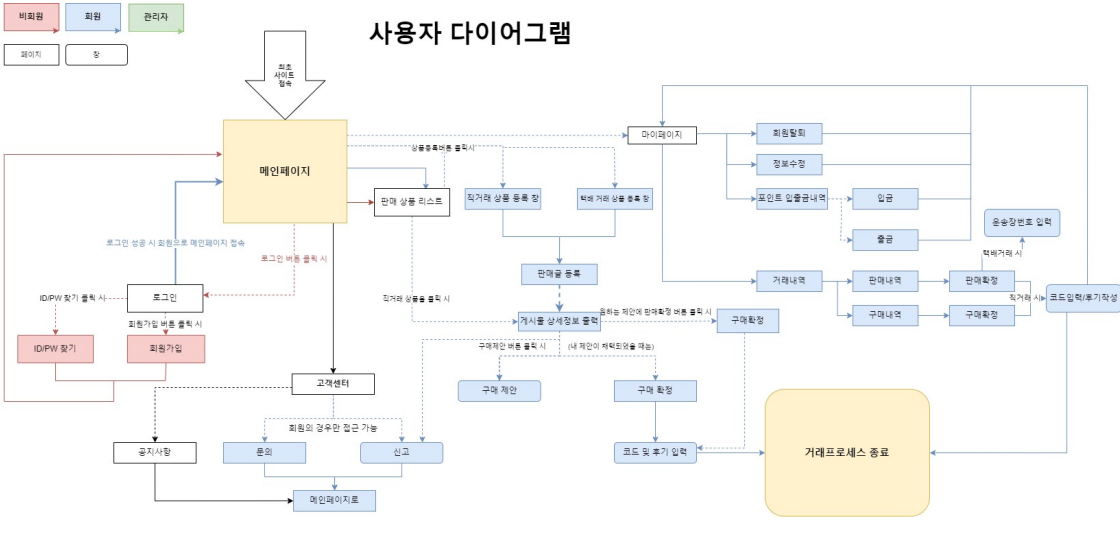 비회원
회원
관리자
페이지
창
사용자 다이어그램
최초
사이트
접속
메인페이지
마이페이지
회원탈퇴
정보수정
포인트 입출금내역
입금
출금
운송장번호 입력
상품등록버튼 클릭시
판매 상품 리스트
직거래 상품 등록 창
택배 거래 상품 등록 창
택배거래 시
로그인 성공 시 회원으로 메인페이지 접속
로그인 버튼 클릭 시
판매글 등록
거래내역
판매내역
판매확정
직거래 시
코드입력/후기작성
ID/PW 찾기 클릭 시
로그인
직거래 상품을 클릭 시
구매내역
구매확정
회원가입 버튼 클릭 시
게시물 상세정보 출력
원하는 제안에 판매확정 버튼 클릭 시
구매확정
ID/PW 찾기
회원가입
구매제안 버튼 클릭 시
(내 제안이 채택되었을 때는)
고객센터
구매 제안
구매 확정
회원의 경우만 접근 가능
공지사항
문의
신고
코드 및 후기 입력
거래프로세스 종료
메인페이지로